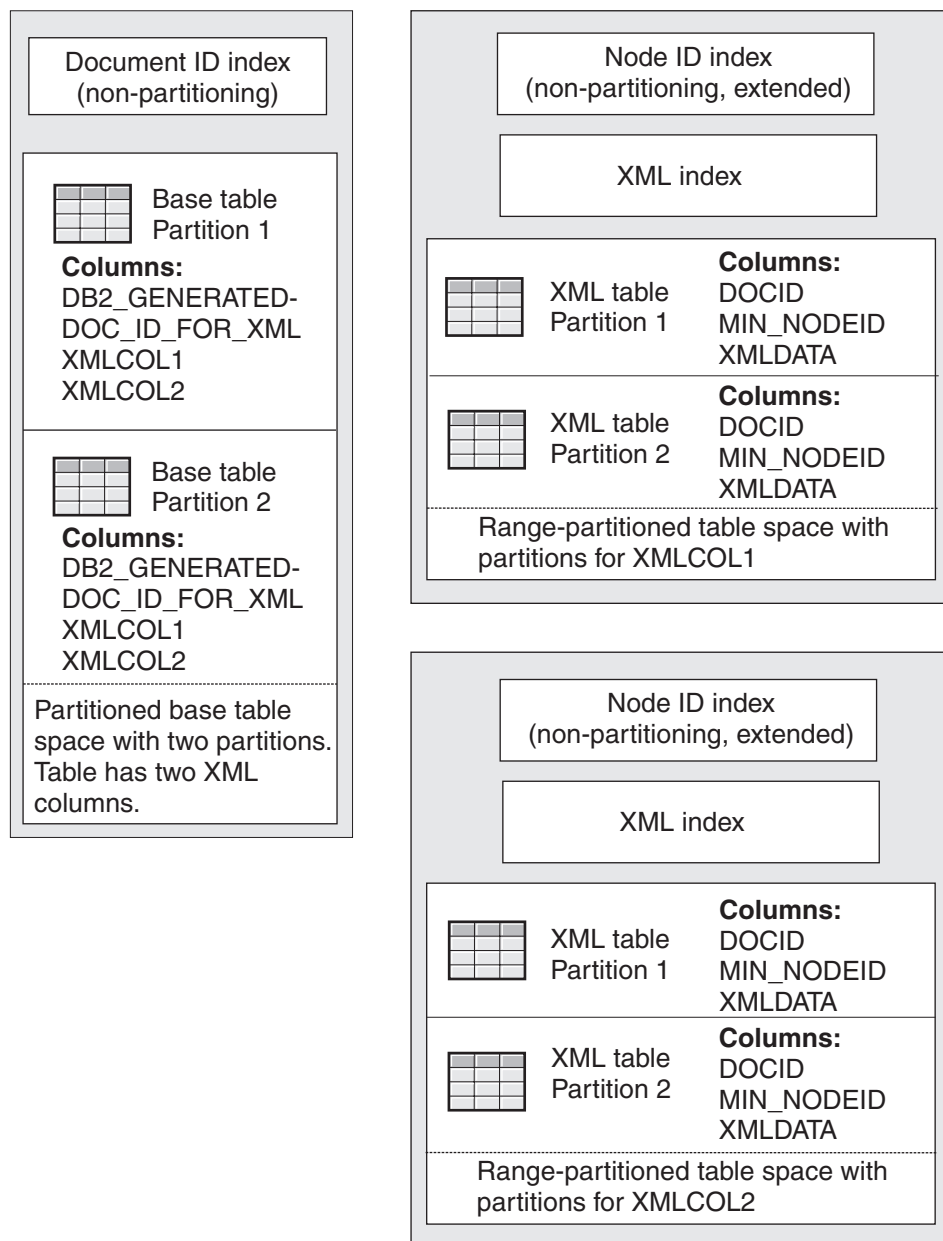 Document ID index
(non-partitioning)
Base table
Partition 1
Columns:
DB2_GENERATED-
DOC_ID_FOR_XML
XMLCOL1
XMLCOL2
Base table
Partition 2
Columns:
DB2_GENERATED-
DOC_ID_FOR_XML
XMLCOL1
XMLCOL2
Partitioned base table
space with two partitions.
Table has two XML
columns.
Node ID index
(non-partitioning, extended)
XML index
XML table
Partition 1
Columns:
DOCID
MIN_NODEID
XMLDATA
XML table
Partition 2
Columns:
DOCID
MIN_NODEID
XMLDATA
Range-partitioned table space with
partitions for XMLCOL1
Node ID index
(non-partitioning, extended)
XML index
XML table
Partition 1
Columns:
DOCID
MIN_NODEID
XMLDATA
XML table
Partition 2
Columns:
DOCID
MIN_NODEID
XMLDATA
Range-partitioned table space with
partitions for XMLCOL2